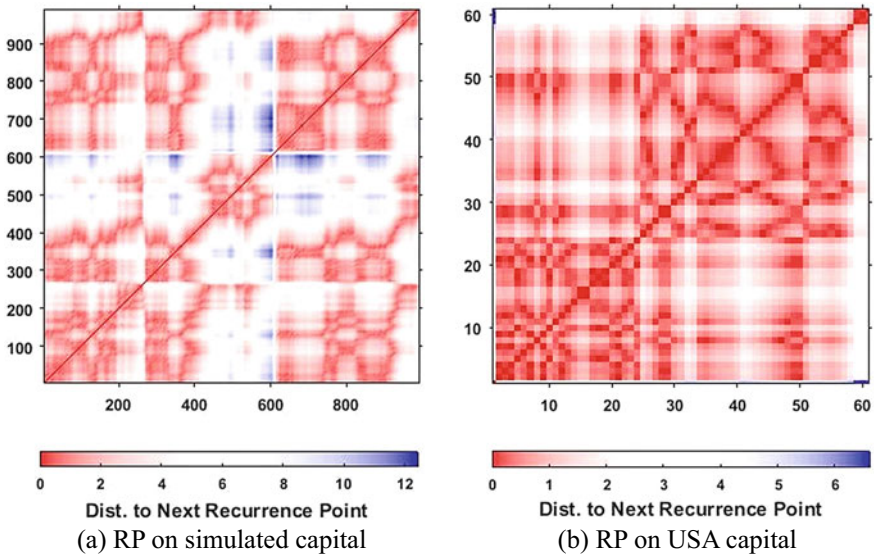 900
800
700
600
500
400
300
200
100
200 400 600 800
0 2 4 6 8 10 12
Dist. to Next Recurrence Point
(a) RP on simulated capital
60
50
40
30
20
10
10 20 30 40 50 60
0 1 2 3 4 5 6
Dist. to Next Recurrence Point
(b) RP on USA capital